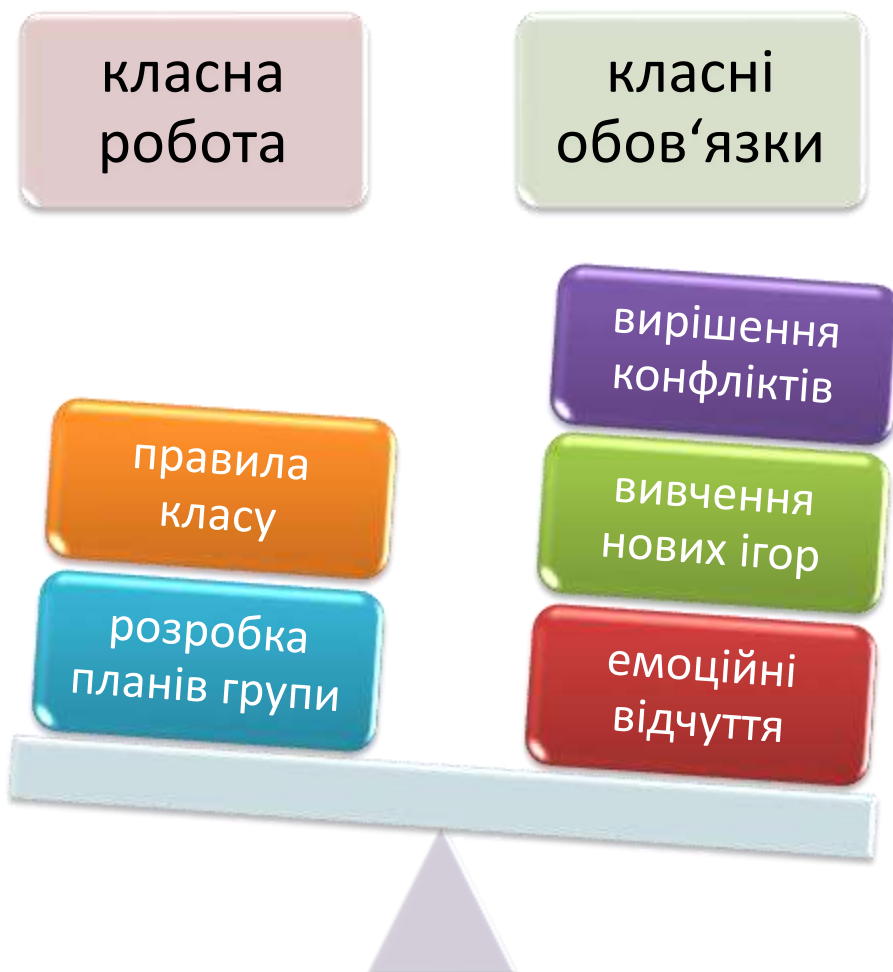 класна
робота
класні
обов‘язки
правила
класу
розробка
планів групи
вирішення
конфліктів
вивчення
нових ігор
емоційні
відчуття